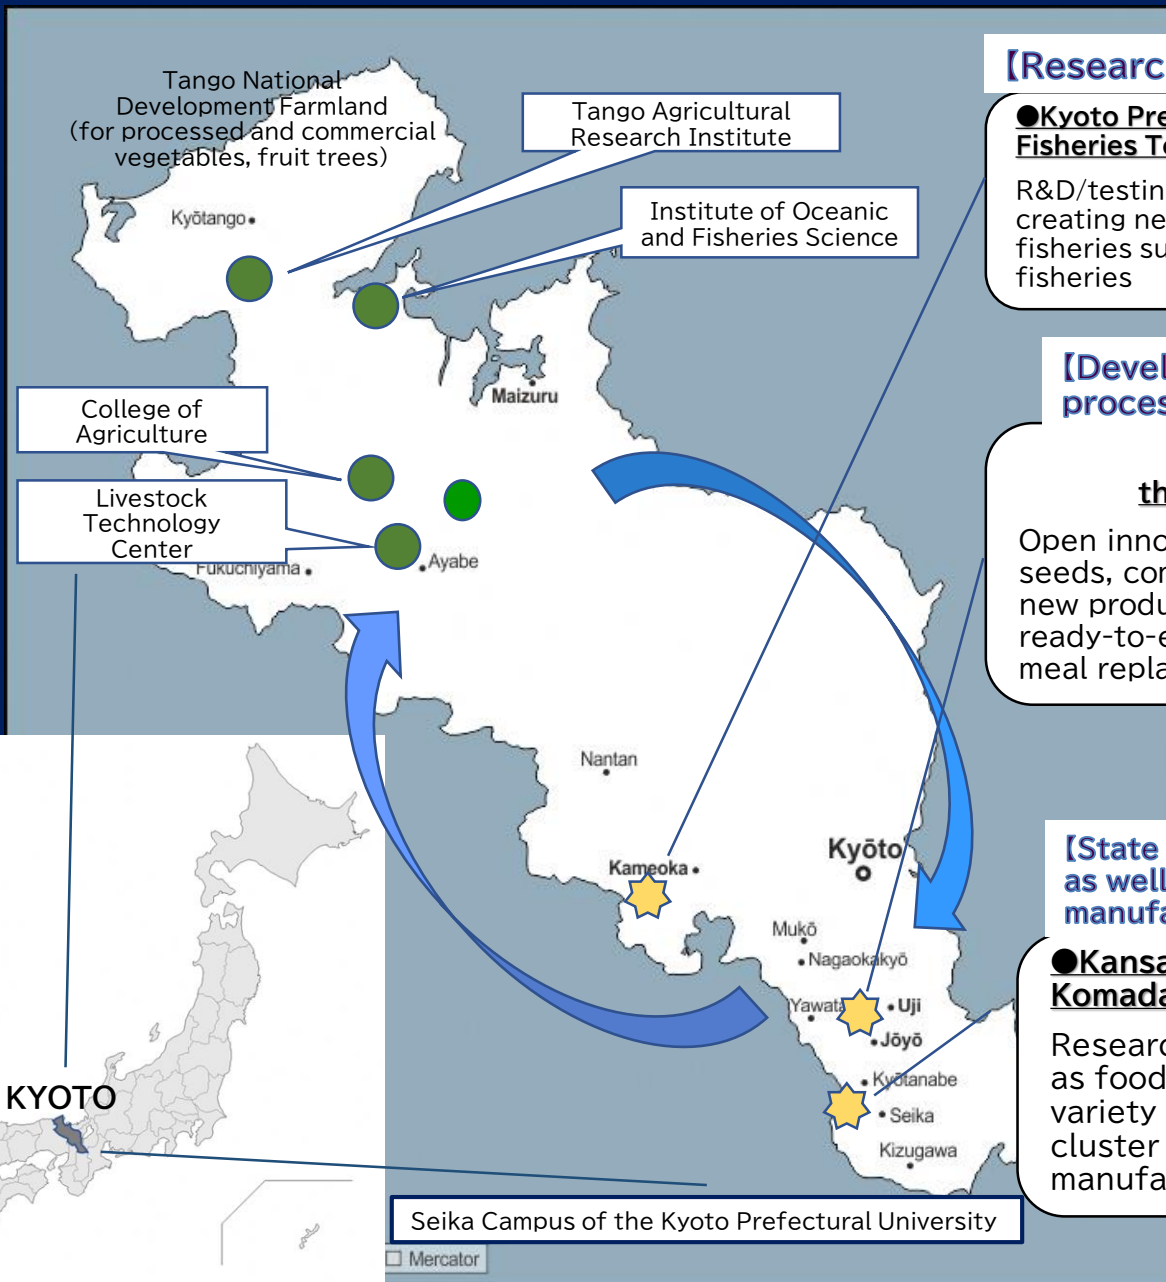 Tango National
Development Farmland
(for processed and commercial
vegetables, fruit trees)
Tango Agricultural
Research Institute
Institute of Oceanic
and Fisheries Science
Kyōtango
Maizuru
College of
Agriculture
Livestock
Technology
Center
Fukuchiyama
Ayabe
Nantan
Kameoka
Kyōto
Mukō
Nagaokakyō
Yawata
Uji
Jōyō
Kyōtanabe
Seika
Kizugawa
KYOTO
Seika Campus of the Kyoto Prefectural University
Mercator
【Researc
●Kyoto Pre
Fisheries T
R&D/testin
creating ne
fisheries su
fisheries
【Devel
proces
th
Open inno
seeds, co
new produ
ready-to-e
meal repla
【State
as well
manufa
●Kansa
Komada
Researc
as food
variety
cluster
manufa